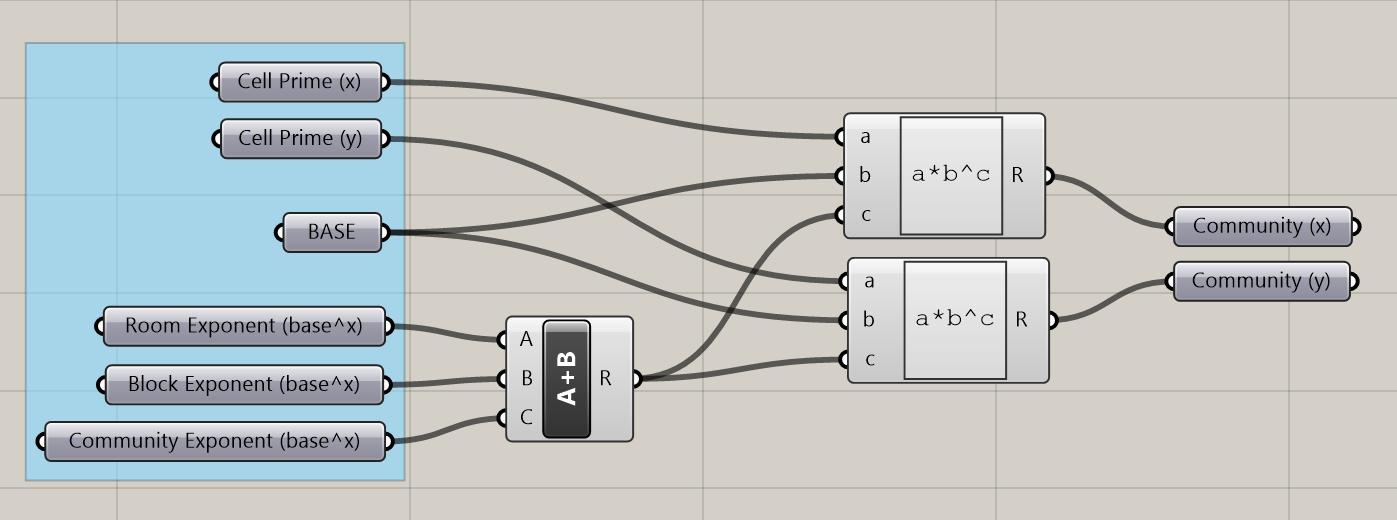 Cell Prime (x)
Cell Prime (y)
BASE
Room Exponent (base^x)
Block Exponent (base^x)
Community Exponent (base^x)
A
B
C
A+B
R
a
b
c
a*b^c
R
a
b
c
a*b^c
R
Community (x)
Community (y)